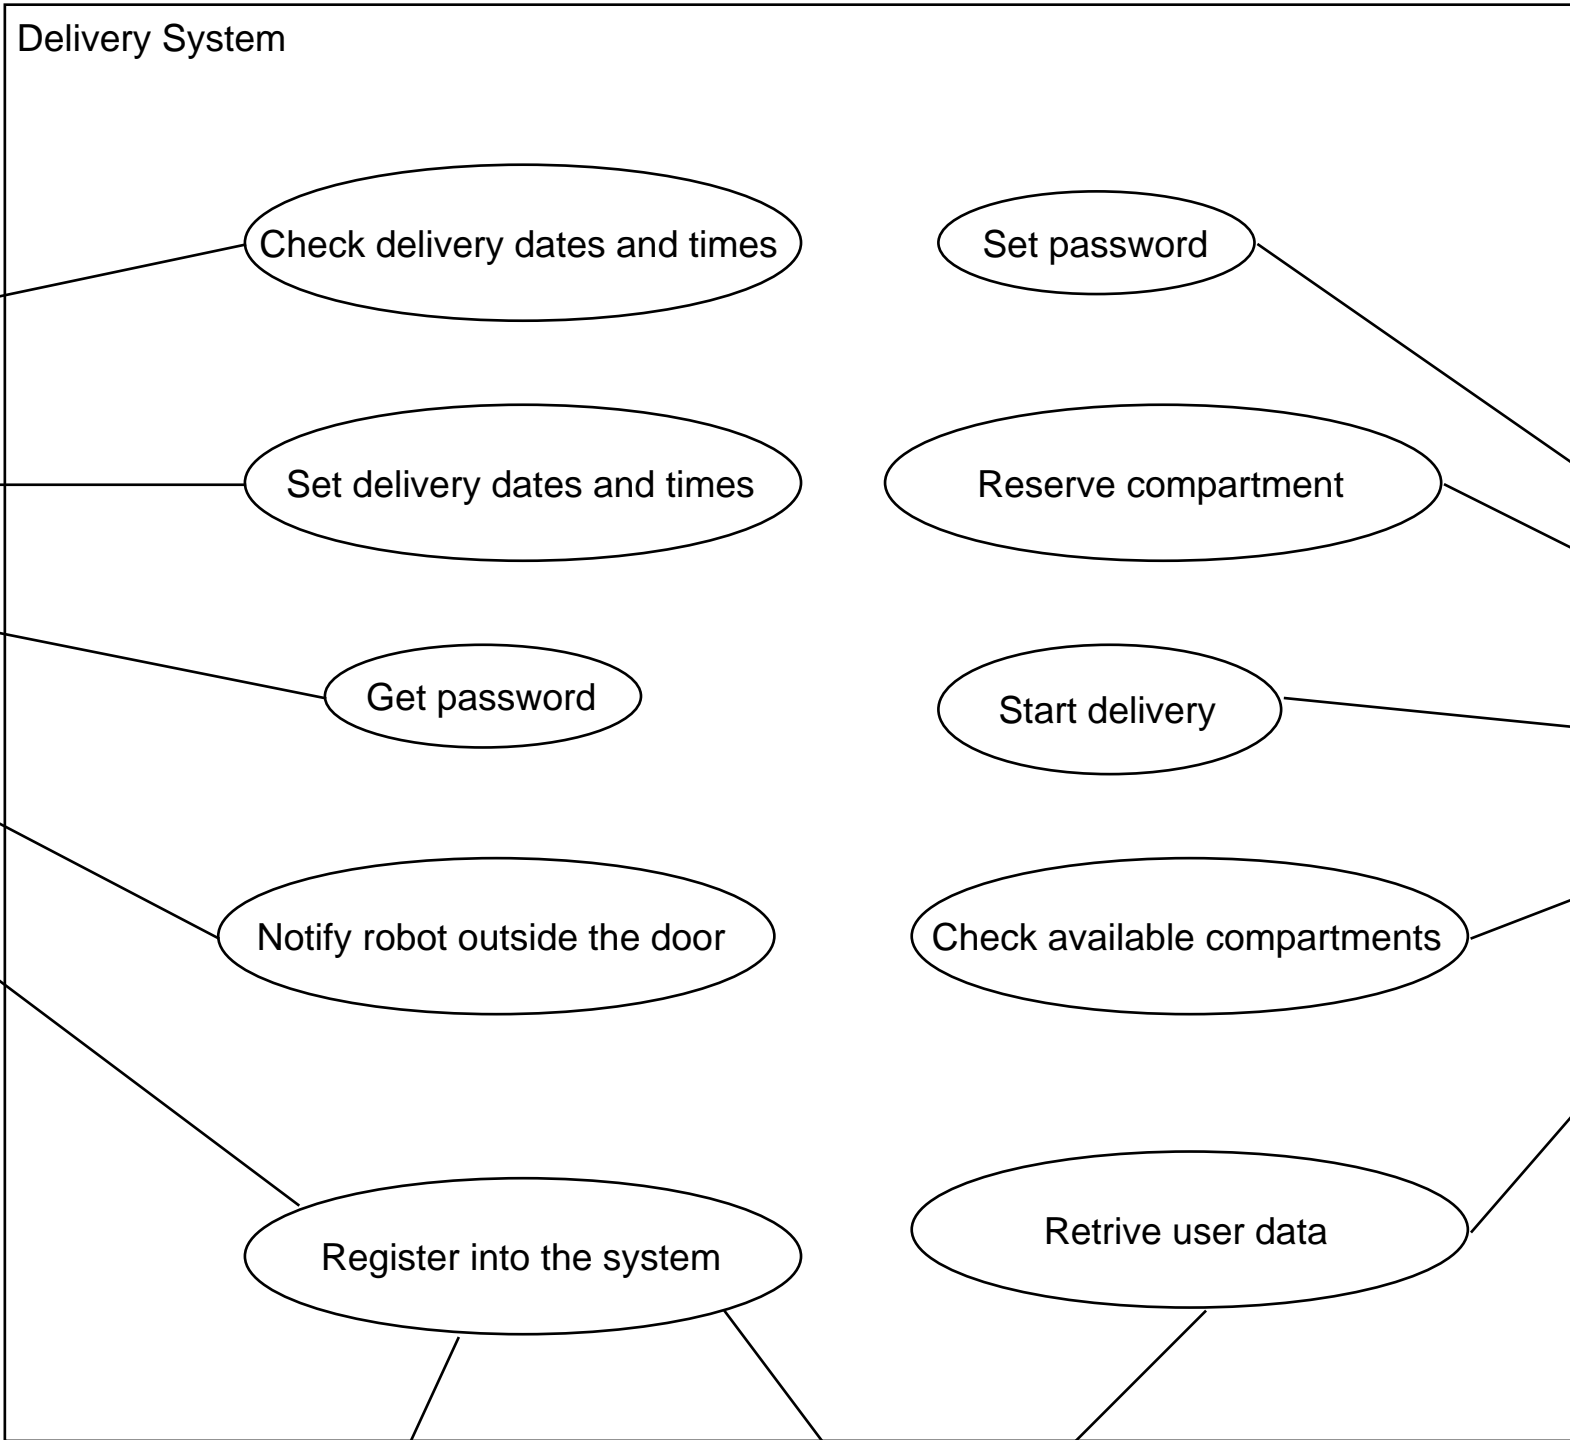 Delivery System
Check delivery dates and times
Set password
Set delivery dates and times
Reserve compartment
Get password
Start delivery
Notify robot outside the door
Check available compartments
Register into the system
Retrive user data